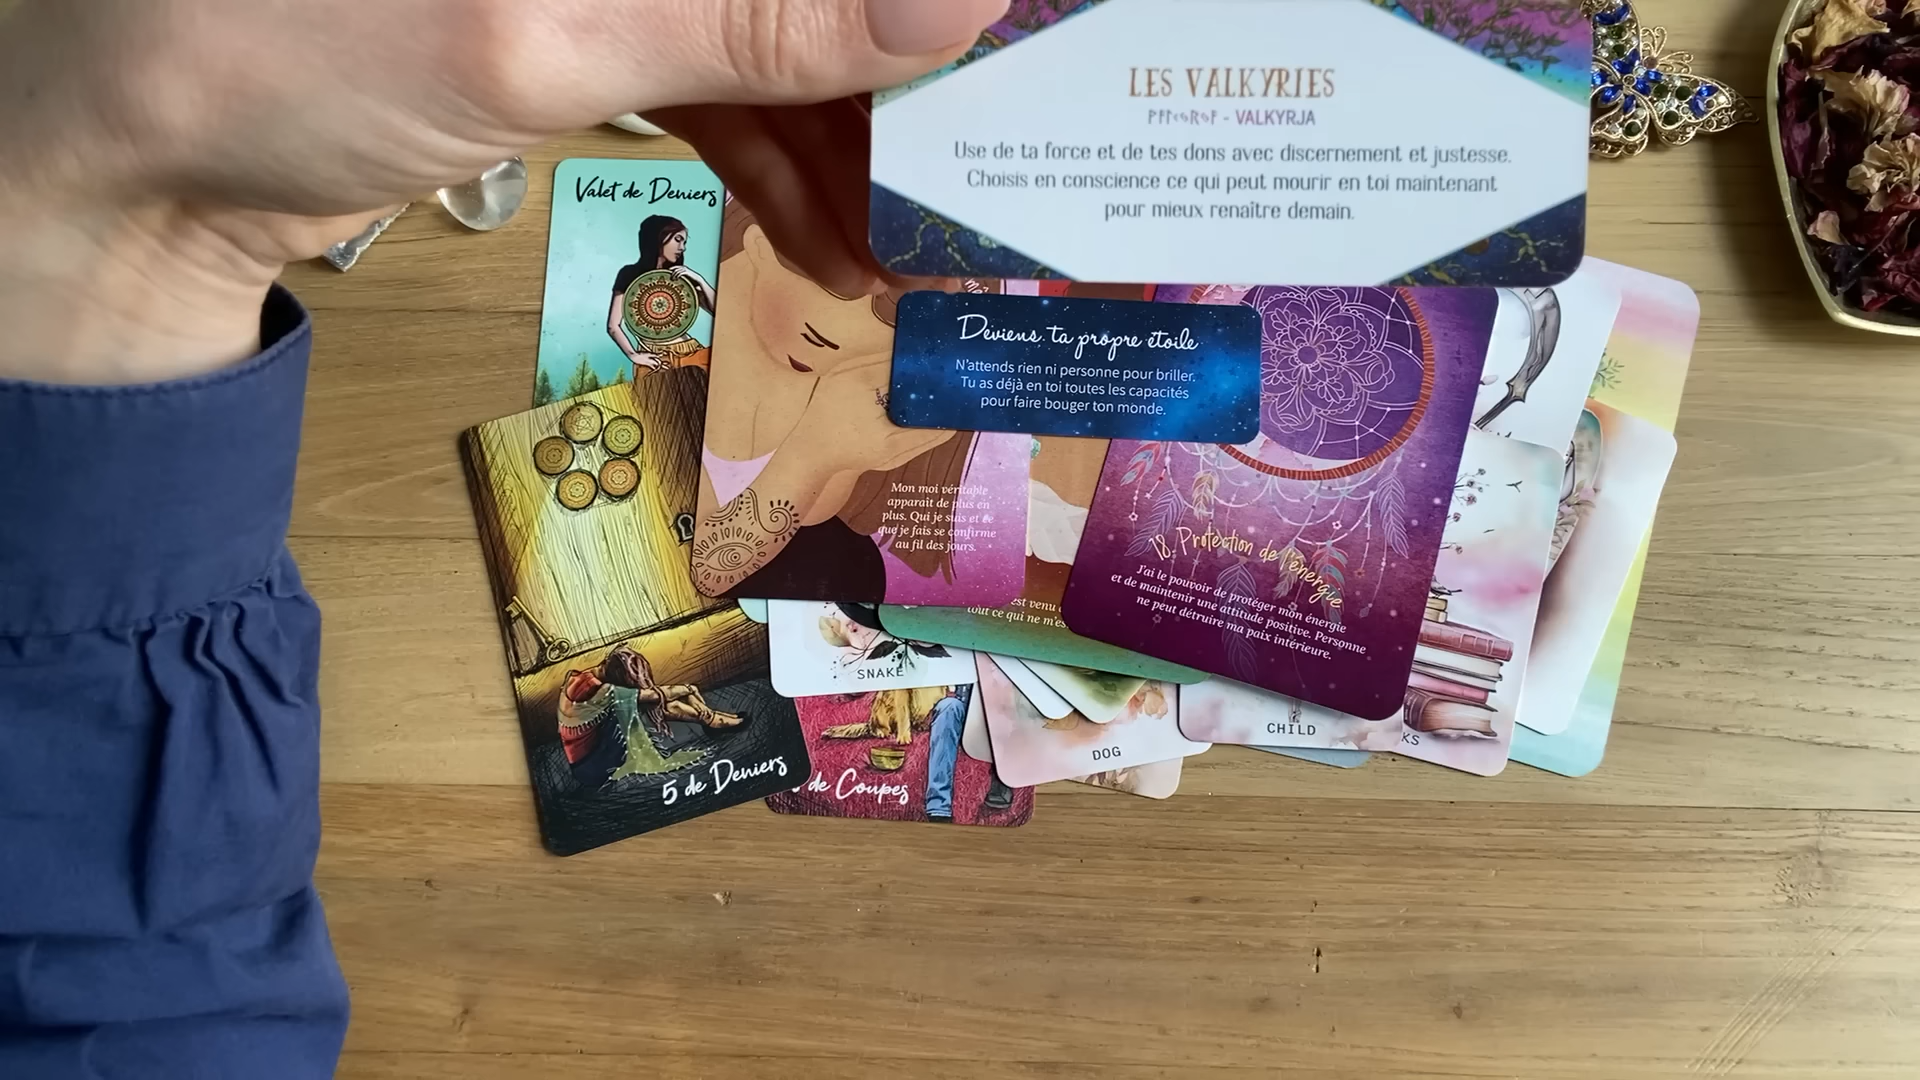 LES VALKYRIES
- VALKYRJA
Use de ta force et de tes dons avec discernement et justesse.
Choisis en conscience ce qui peut mourir en toi maintenant
pour mieux renaître demain.
Valet de Deniers
Deviens ta propre étoile
N'attends rien ni personne pour briller.
Tu as déjà en toi toutes les capacités
pour faire bouger ton monde.
Mon moi véritable
apparait de plus en
plus. Qui je suis et ce
que je fais se confirme
au fil des jours.
18. Protection de l'énergie
J'ai le pouvoir de protéger mon énergie
et de maintenir une attitude positive. Personne
ne peut détruire ma paix intérieure.
est venu
tout ce qui ne m'es
SNAKE
5 de Deniers
de Coupes
DOG
CHILD
KS